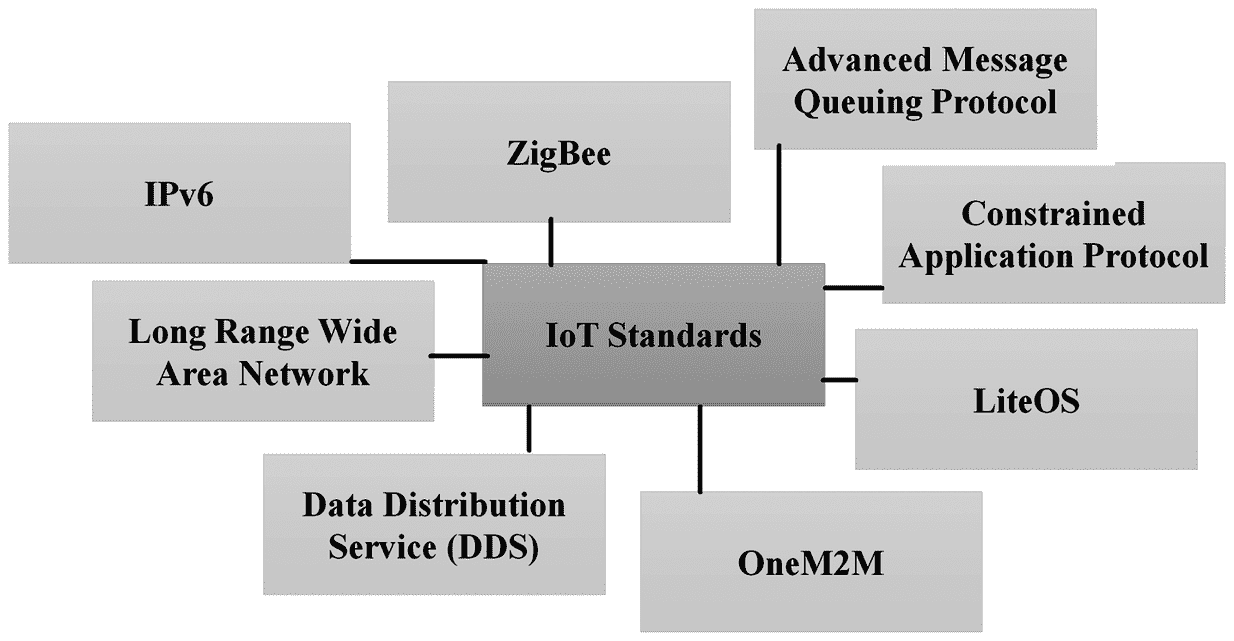 Advanced Message
Queuing Protocol
ZigBee
IPv6
Constrained
Application Protocol
IoT Standards
Long Range Wide
Area Network
LiteOS
Data Distribution
Service (DDS)
OneM2M